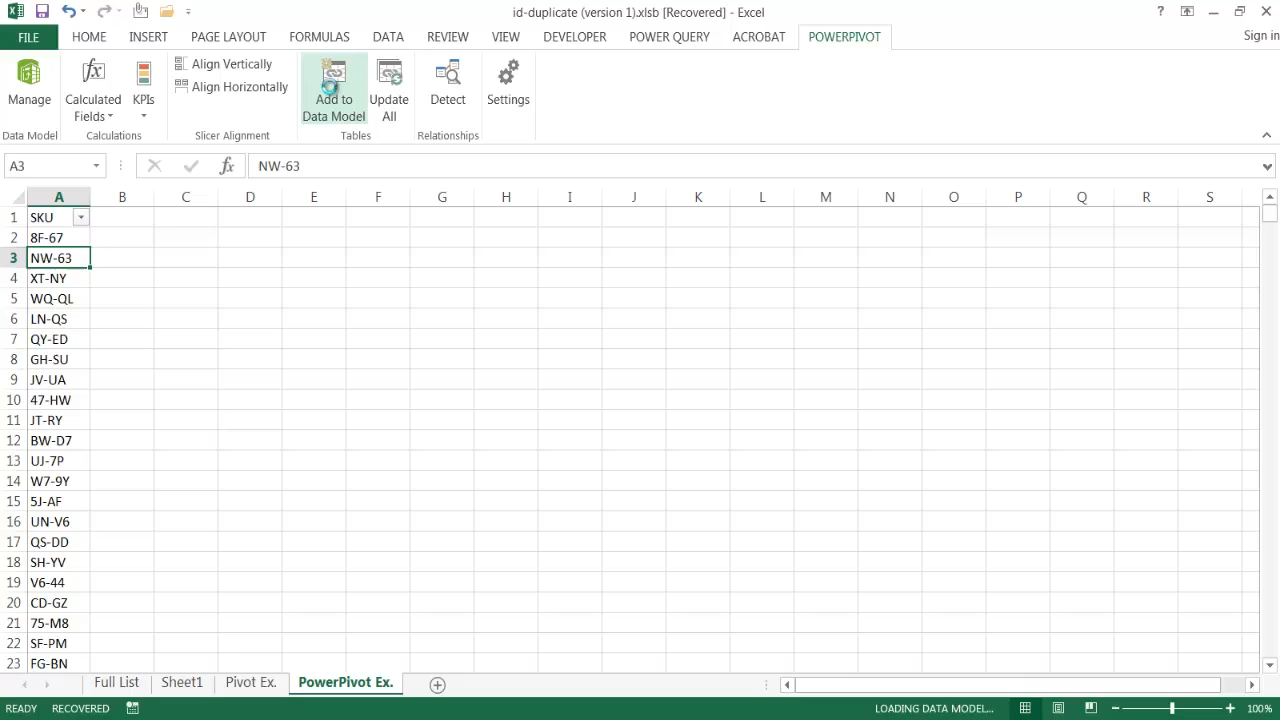 id-duplicate (version 1).xlsb [Recovered] - Excel
?
FILE HOME INSERT PAGE LAYOUT FORMULAS DATA REVIEW VIEW DEVELOPER POWER QUERY ACROBAT POWERPIVOT Sign in
Manage
Calculated Fields
KPIs
Align Vertically
Align Horizontally
Add to Data Model
Update All
Detect
Settings
Data Model Calculations Slicer Alignment Tables Relationships
A3 fx NW-63
A B C D E F G H I J K L M N O P Q R S
1 SKU
2 8F-67
3 NW-63
4 XT-NY
5 WQ-QL
6 LN-QS
7 QY-ED
8 GH-SU
9 JV-UA
10 47-HW
11 JT-RY
12 BW-D7
13 UJ-7P
14 W7-9Y
15 5J-AF
16 UN-V6
17 QS-DD
18 SH-YV
19 V6-44
20 CD-GZ
21 75-M8
22 SF-PM
23 FG-BN
Full List Sheet1 Pivot Ex. PowerPivot Ex.
READY RECOVERED LOADING DATA MODEL... 100%